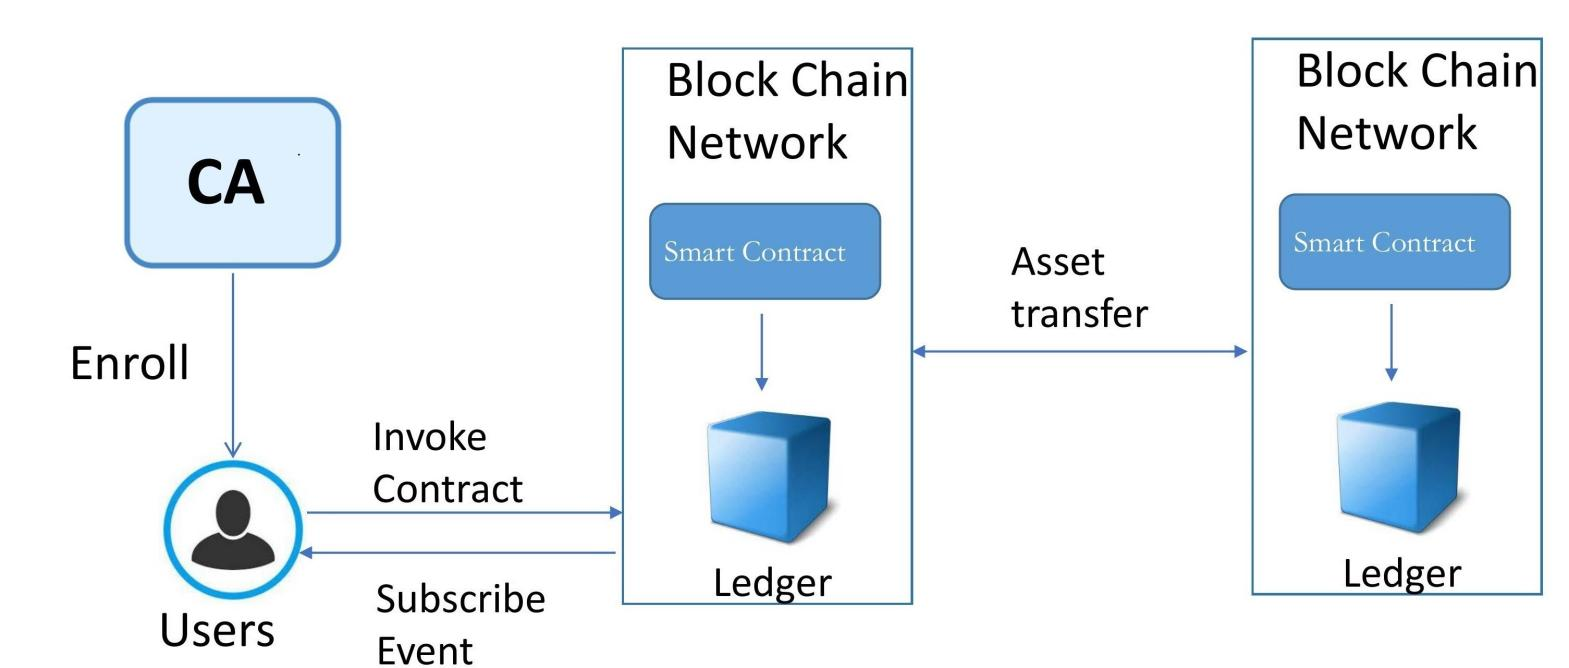 CA
Enroll
Users
Invoke
Contract
Subscribe
Event
Block Chain
Network
Smart Contract
Ledger
Asset
transfer
Block Chain
Network
Smart Contract
Ledger